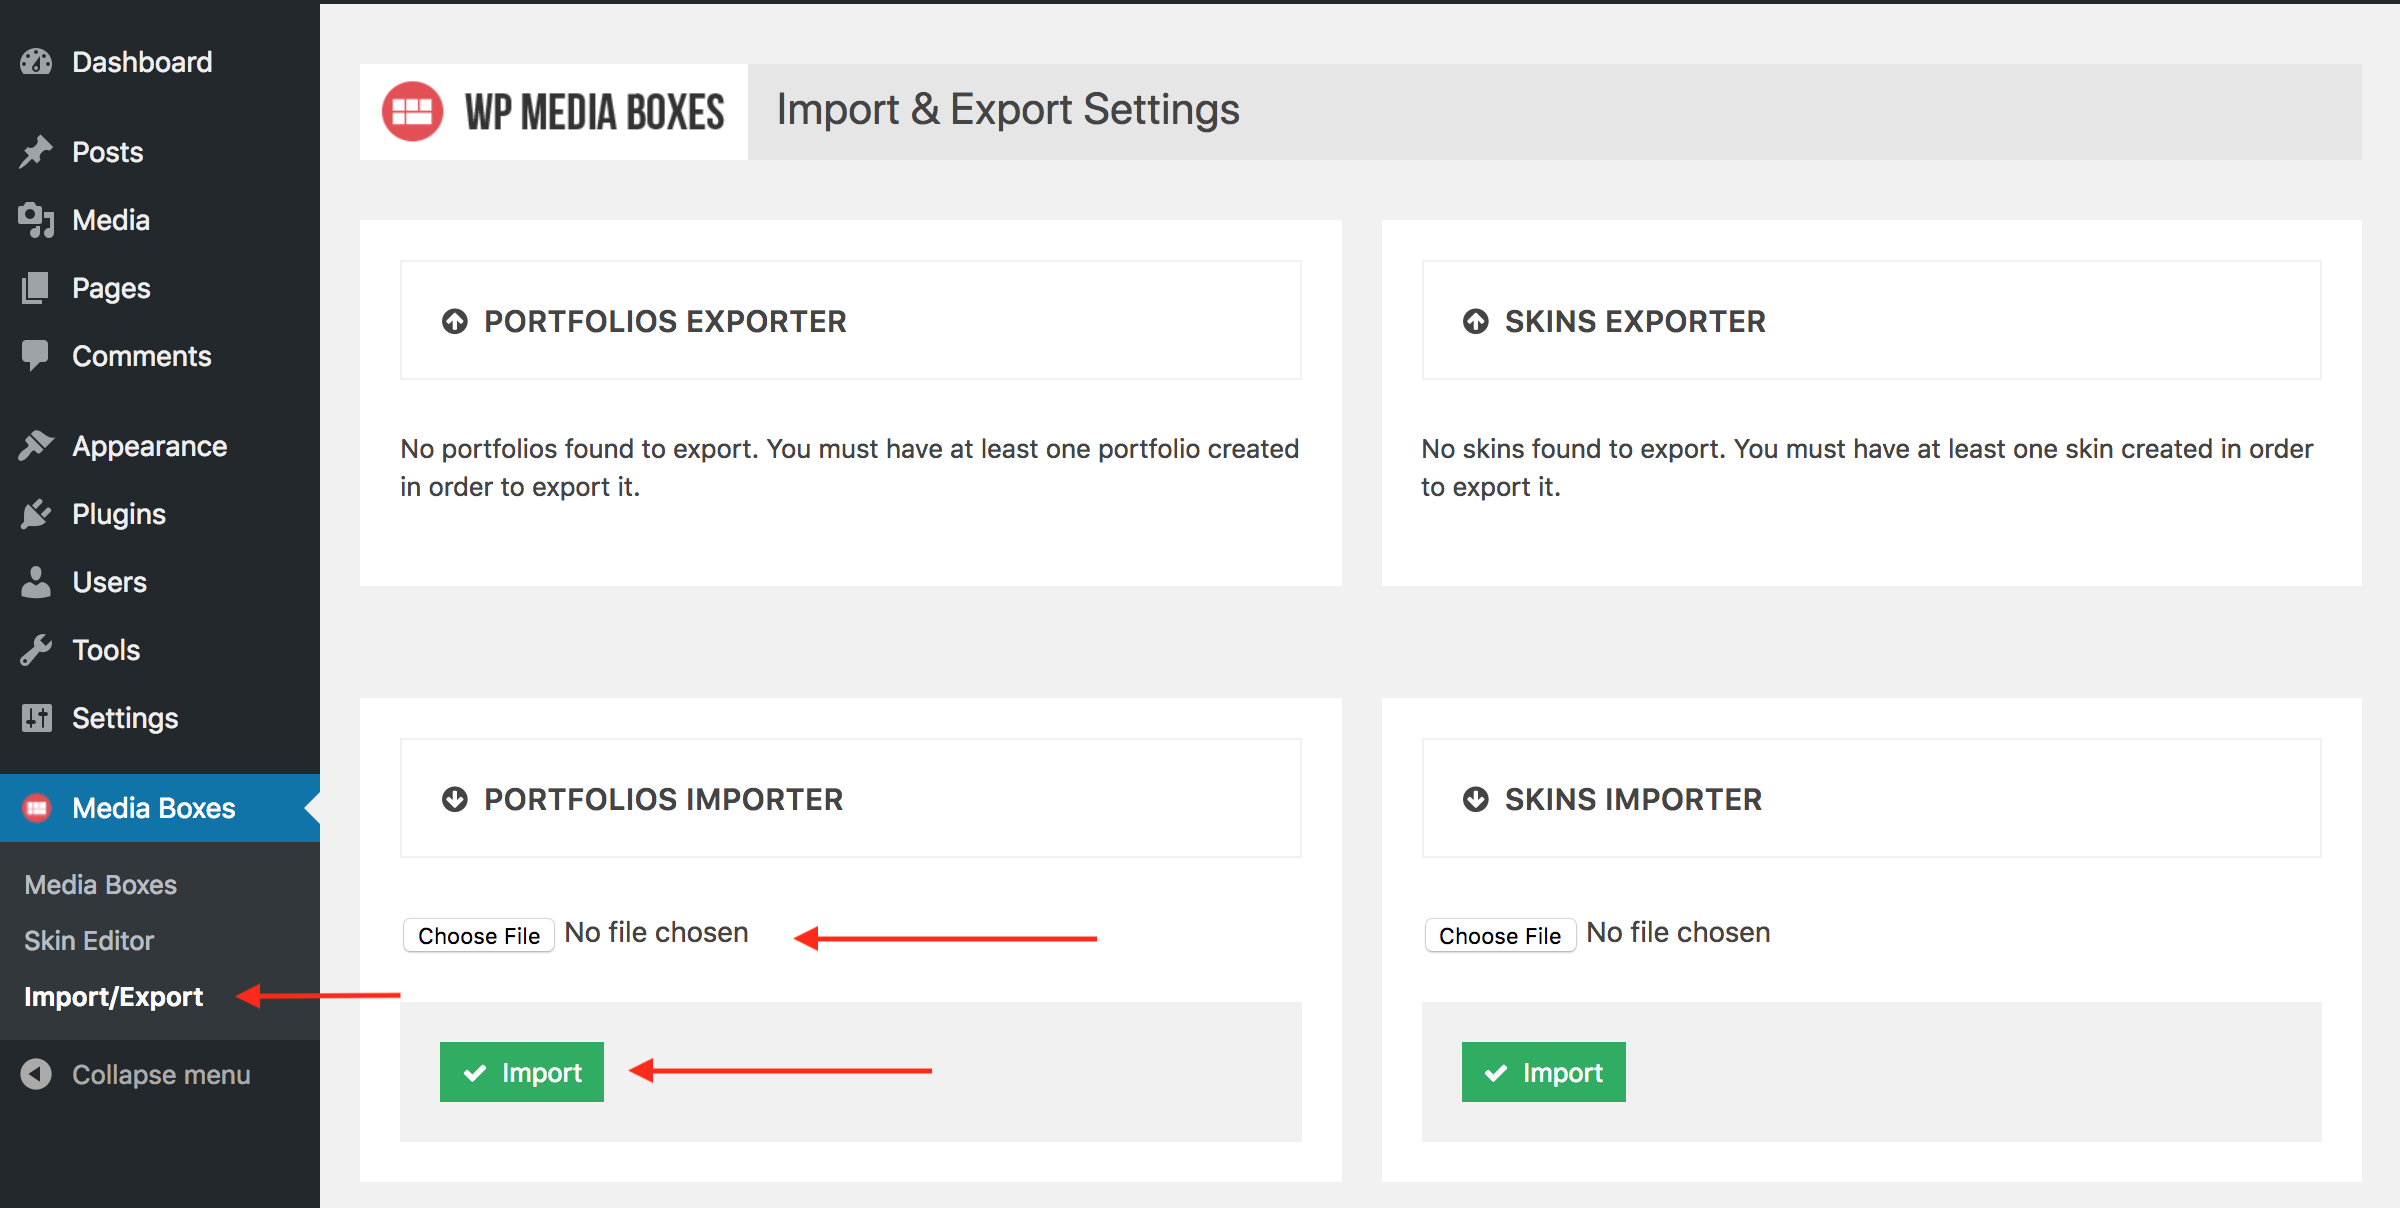 Dashboard
Posts
Media
Pages
Comments
Appearance
Plugins
Users
Tools
Settings
Media Boxes
Media Boxes
Skin Editor
Import/Export
Collapse menu
WP MEDIA BOXES
Import & Export Settings
PORTFOLIOS EXPORTER
No portfolios found to export. You must have at least one portfolio created
in order to export it.
SKINS EXPORTER
No skins found to export. You must have at least one skin created in order
to export it.
PORTFOLIOS IMPORTER
Choose File No file chosen
Import
SKINS IMPORTER
Choose File No file chosen
Import